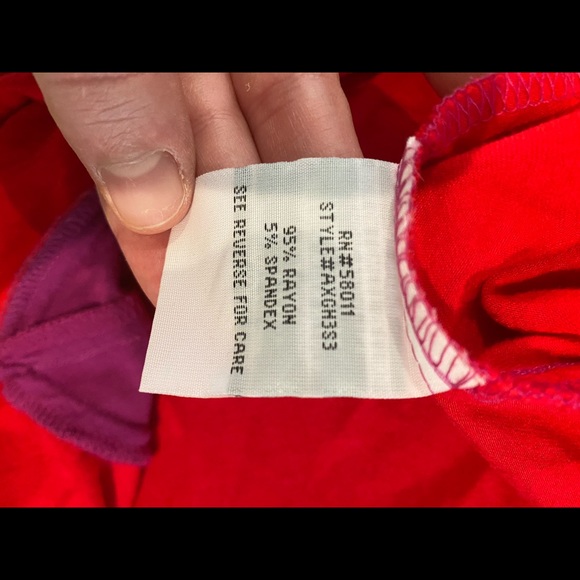 RN#58011
STYLE#AXGH3S3
95% RAYON
5% SPANDEX
SEE REVERSE FOR CARE